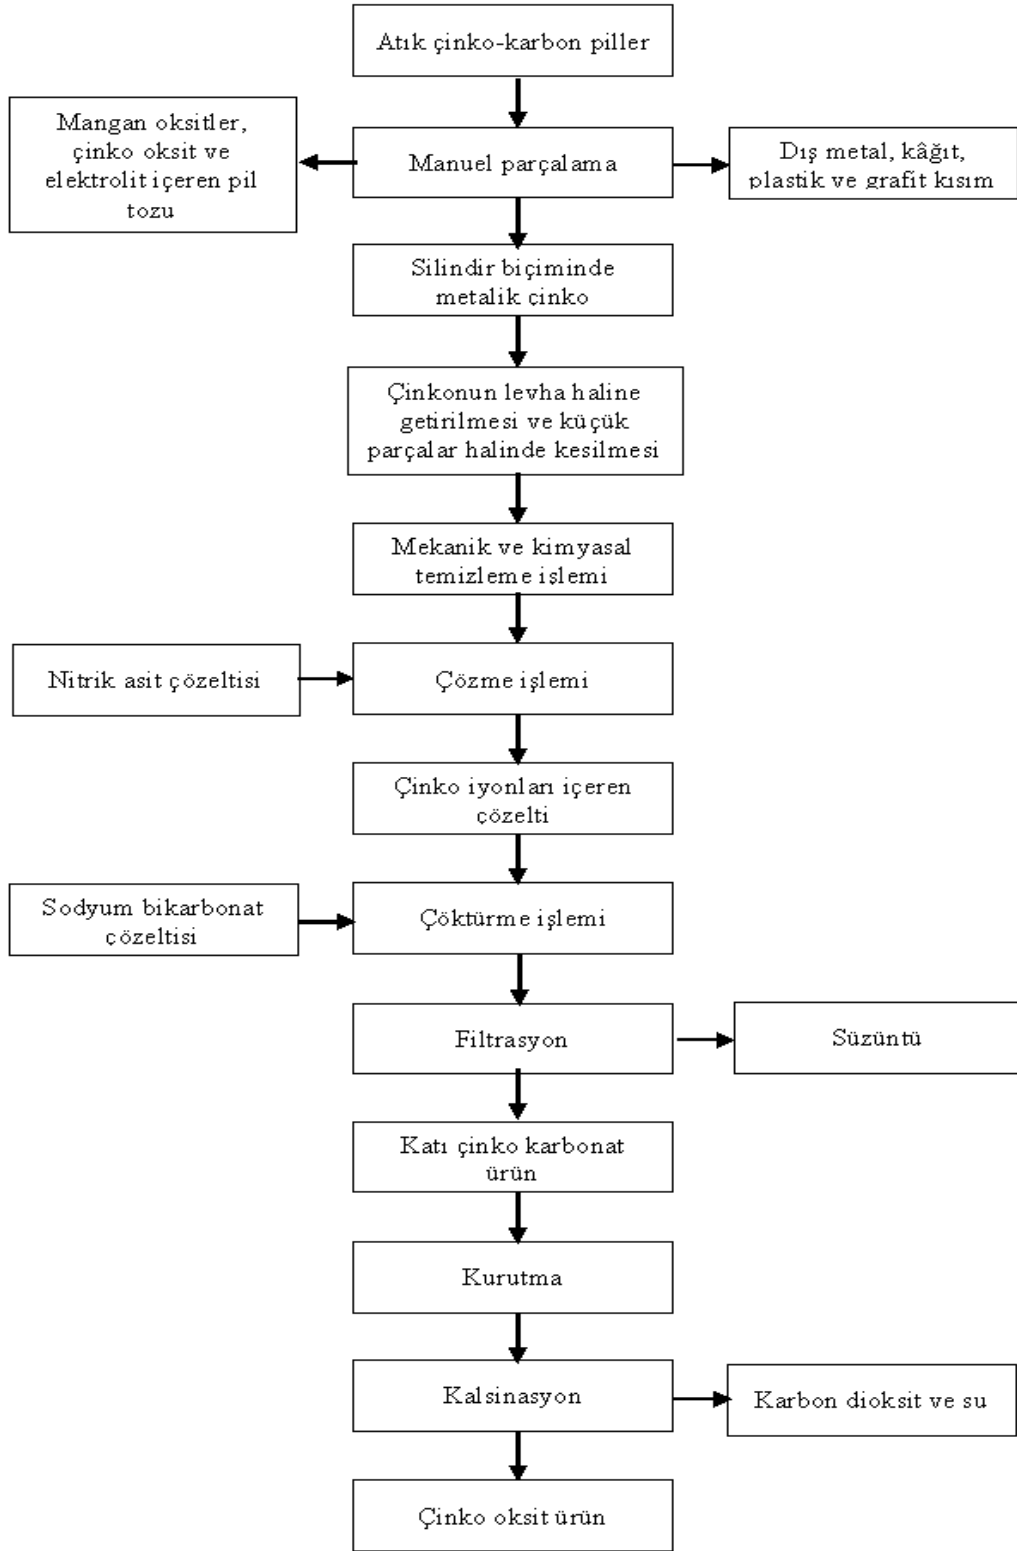 Atık çinko-karbon piller
Mangan oksitler,
çinko oksit ve
elektrolit içeren pil
tozu
Manuel parçalama
Dış metal, kâğıt,
plastik ve grafit kısım
Silindir biçiminde
metalik çinko
Çinkonun levha haline
getirilmesi ve küçük
parçalar halinde kesilmesi
Mekanik ve kimyasal
temizleme işlemi
Nitrik asit çözeltisi
Çözme işlemi
Çinko iyonları içeren
çözelti
Sodyum bikarbonat
çözeltisi
Çöktürme işlemi
Filtrasyon
Süzüntü
Katı çinko karbonat
ürün
Kurutma
Kalsinasyon
Karbon dioksit ve su
Çinko oksit ürün